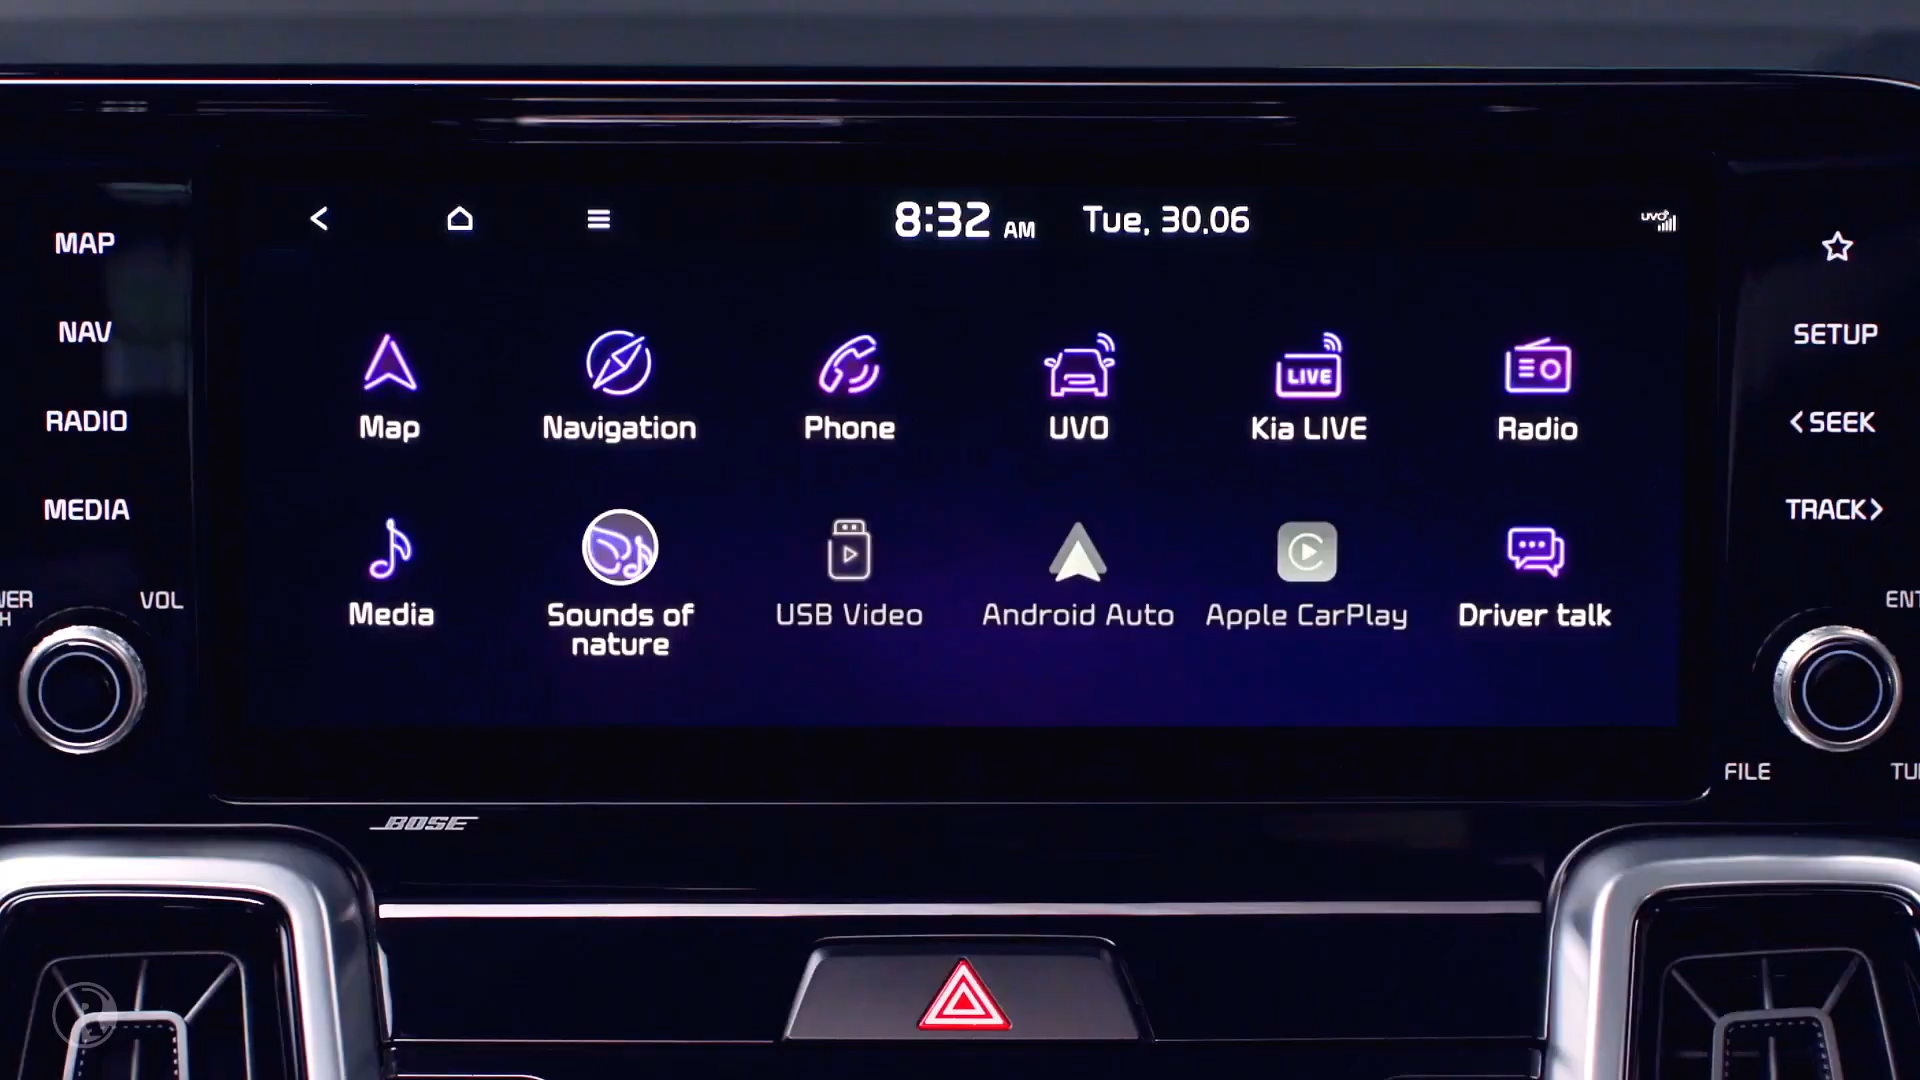 8:32 AM Tue, 30.06
UVO
MAP
NAV
RADIO
MEDIA
VOL
Map
Navigation
Phone
UVO
Kia LIVE
LIVE
Radio
Media
Sounds of
nature
USB Video
Android Auto
Apple CarPlay
Driver talk
SETUP
<SEEK
TRACK>
FILE
BOSE